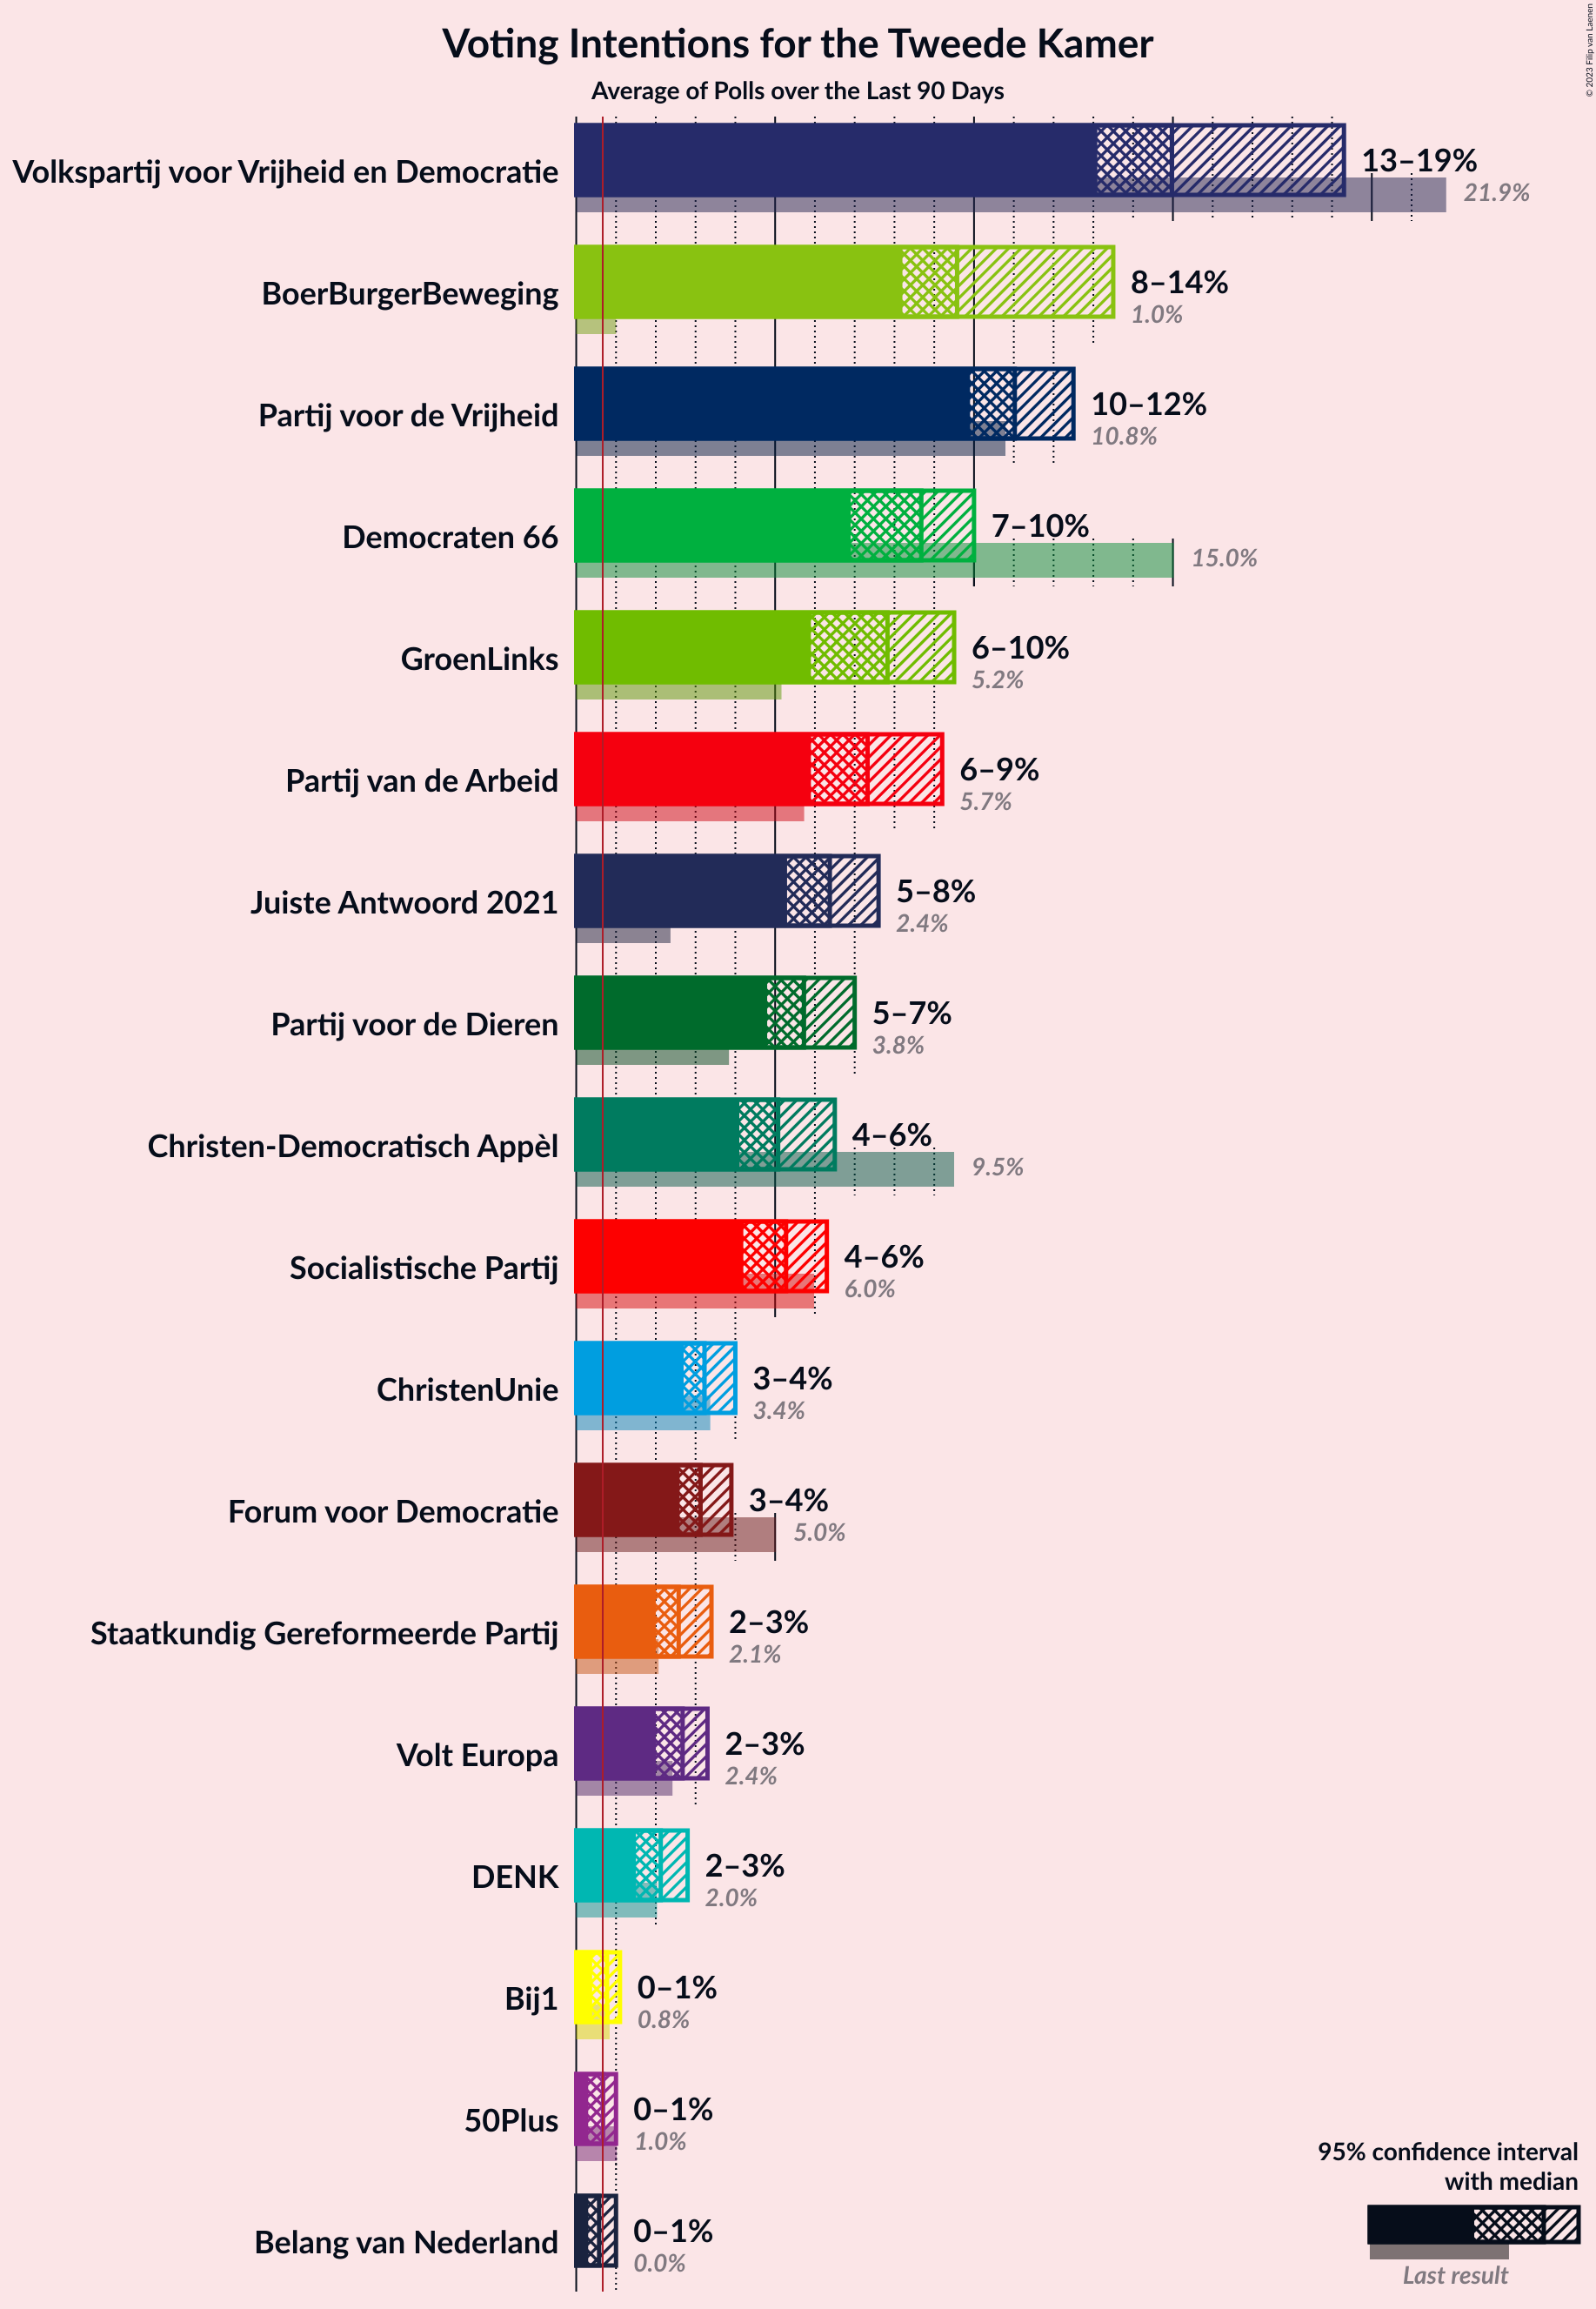 © 2023 Filip van Laenen
Voting Intentions for the Tweede Kamer
Average of Polls over the Last 90 Days
Volkspartij voor Vrijheid en Democratie
13–19%
21.9%
BoerBurgerBeweging
8–14%
1.0%
Partij voor de Vrijheid
10–12%
10.8%
Democraten 66
7–10%
15.0%
GroenLinks
6–10%
5.2%
Partij van de Arbeid
6–9%
5.7%
Juiste Antwoord 2021
5–8%
2.4%
Partij voor de Dieren
5–7%
3.8%
Christen-Democratisch Appèl
4–6%
9.5%
Socialistische Partij
4–6%
6.0%
ChristenUnie
3–4%
3.4%
Forum voor Democratie
3–4%
5.0%
Staatkundig Gereformeerde Partij
2–3%
2.1%
Volt Europa
2–3%
2.4%
DENK
2–3%
2.0%
Bij1
0–1%
0.8%
50Plus
0–1%
1.0%
Belang van Nederland
0–1%
0.0%
95% confidence interval
with median
Last result